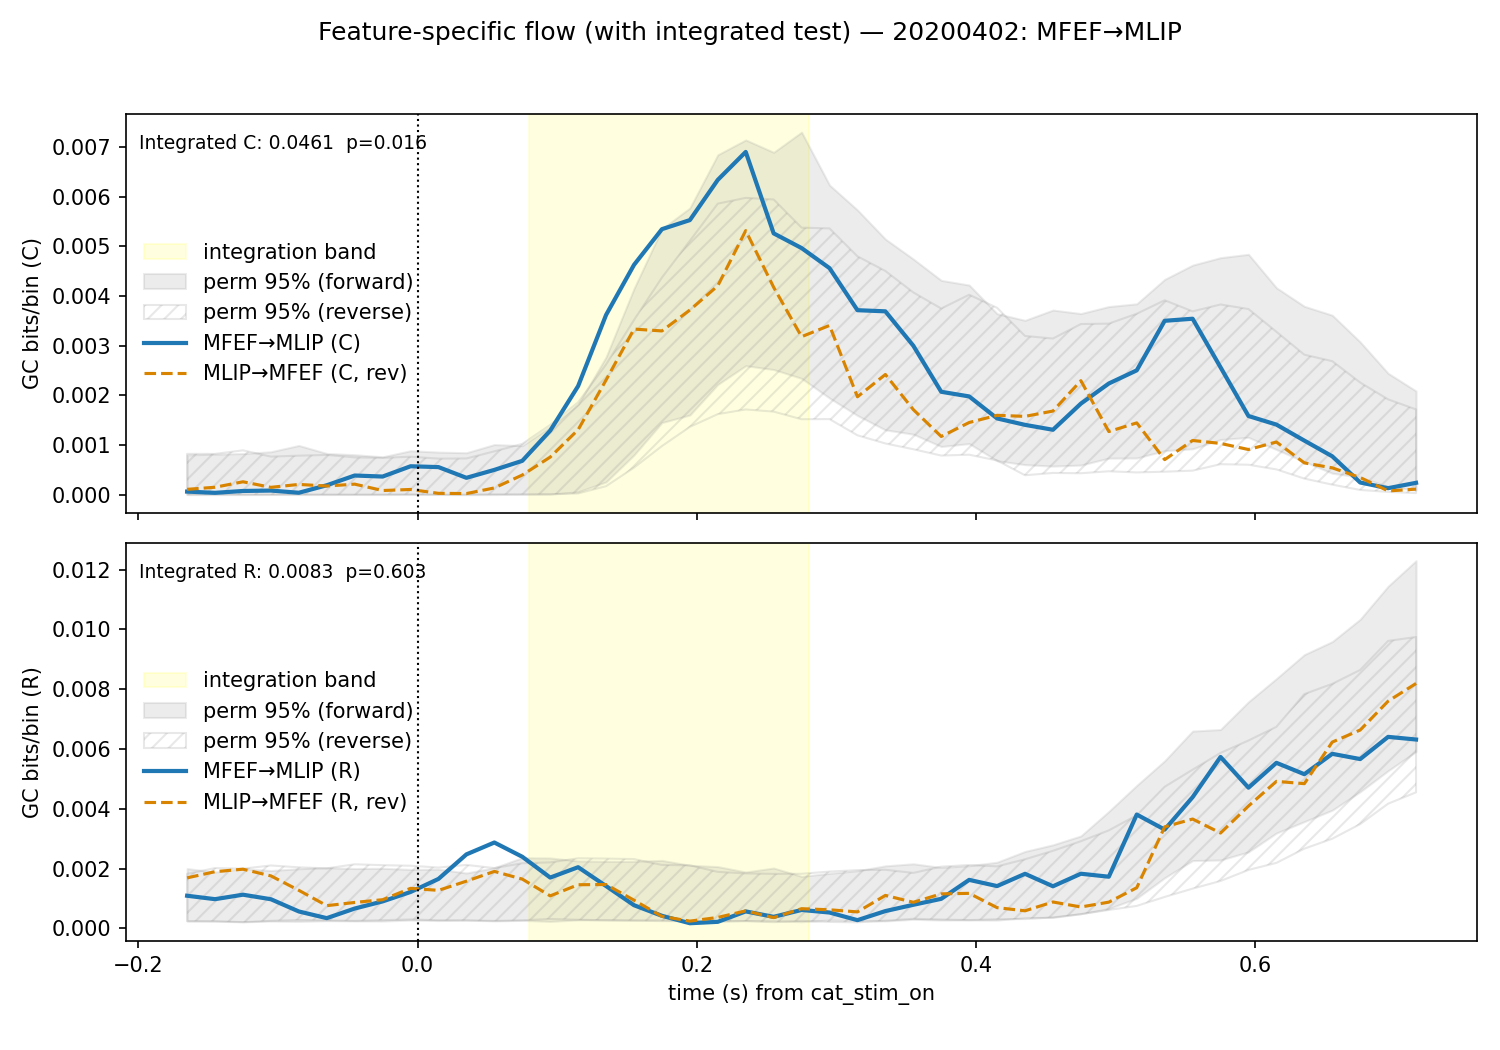 Feature-specific flow (with integrated test) — 20200402: MFEF→MLIP
Integrated C: 0.0461  p=0.016
GC bits/bin (C)
0.007
0.006
0.005
0.004
0.003
0.002
0.001
0.000
integration band
perm 95% (forward)
perm 95% (reverse)
MFEF→MLIP (C)
MLIP→MFEF (C, rev)
Integrated R: 0.0083  p=0.603
GC bits/bin (R)
0.012
0.010
0.008
0.006
0.004
0.002
0.000
integration band
perm 95% (forward)
perm 95% (reverse)
MFEF→MLIP (R)
MLIP→MFEF (R, rev)
−0.2 0.0 0.2 0.4 0.6
time (s) from cat_stim_on